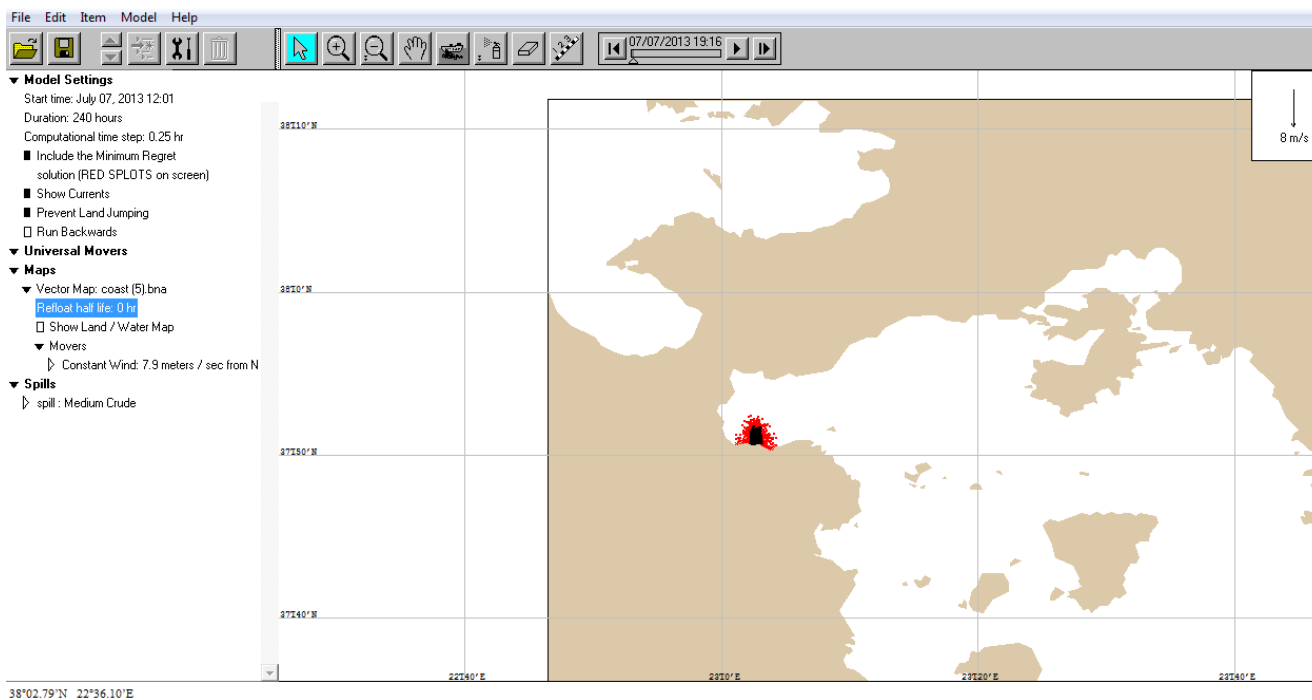 File Edit Item Model Help
07/07/2013 19:16
Model Settings
Start time: July 07, 2013 12:01
Duration: 240 hours
Computational time step: 0.25 hr
Include the Minimum Regret
solution (RED SPLOTS on screen)
Show Currents
Prevent Land Jumping
Run Backwards
Universal Movers
Maps
Vector Map: coast (5).bna
Refloat half life: 0 hr
Show Land / Water Map
Movers
Constant Wind: 7.9 meters / sec from N
Spills
spill : Medium Crude
8 m/s
38°10'N
38°0'N
37°50'N
37°40'N
22°40'E 23°0'E 23°20'E 23°40'E
38°02.79'N 22°36.10'E